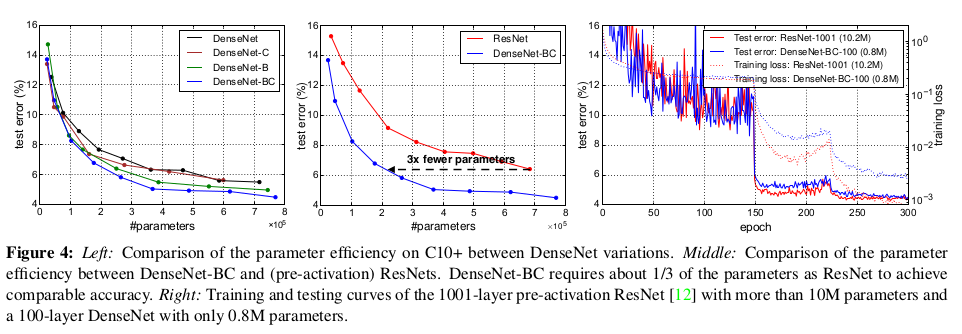 16
14
12
10
8
6
4
0 1 2 3 4 5 6 7 8
×10⁵
#parameters
test error (%)
DenseNet
DenseNet-C
DenseNet-B
DenseNet-BC
16
14
12
10
8
6
4
0 1 2 3 4 5 6 7 8
×10⁵
#parameters
test error (%)
ResNet
DenseNet-BC
3x fewer parameters
16
14
12
10
8
6
4
0 50 100 150 200 250 300
epoch
test error (%)
10⁰
10⁻¹
10⁻²
10⁻³
training loss
Test error: ResNet-1001 (10.2M)
Test error: DenseNet-BC-100 (0.8M)
Training loss: ResNet-1001 (10.2M)
Training loss: DenseNet-BC-100 (0.8M)
Figure 4: Left: Comparison of the parameter efficiency on C10+ between DenseNet variations. Middle: Comparison of the parameter
efficiency between DenseNet-BC and (pre-activation) ResNets. DenseNet-BC requires about 1/3 of the parameters as ResNet to achieve
comparable accuracy. Right: Training and testing curves of the 1001-layer pre-activation ResNet [12] with more than 10M parameters and
a 100-layer DenseNet with only 0.8M parameters.